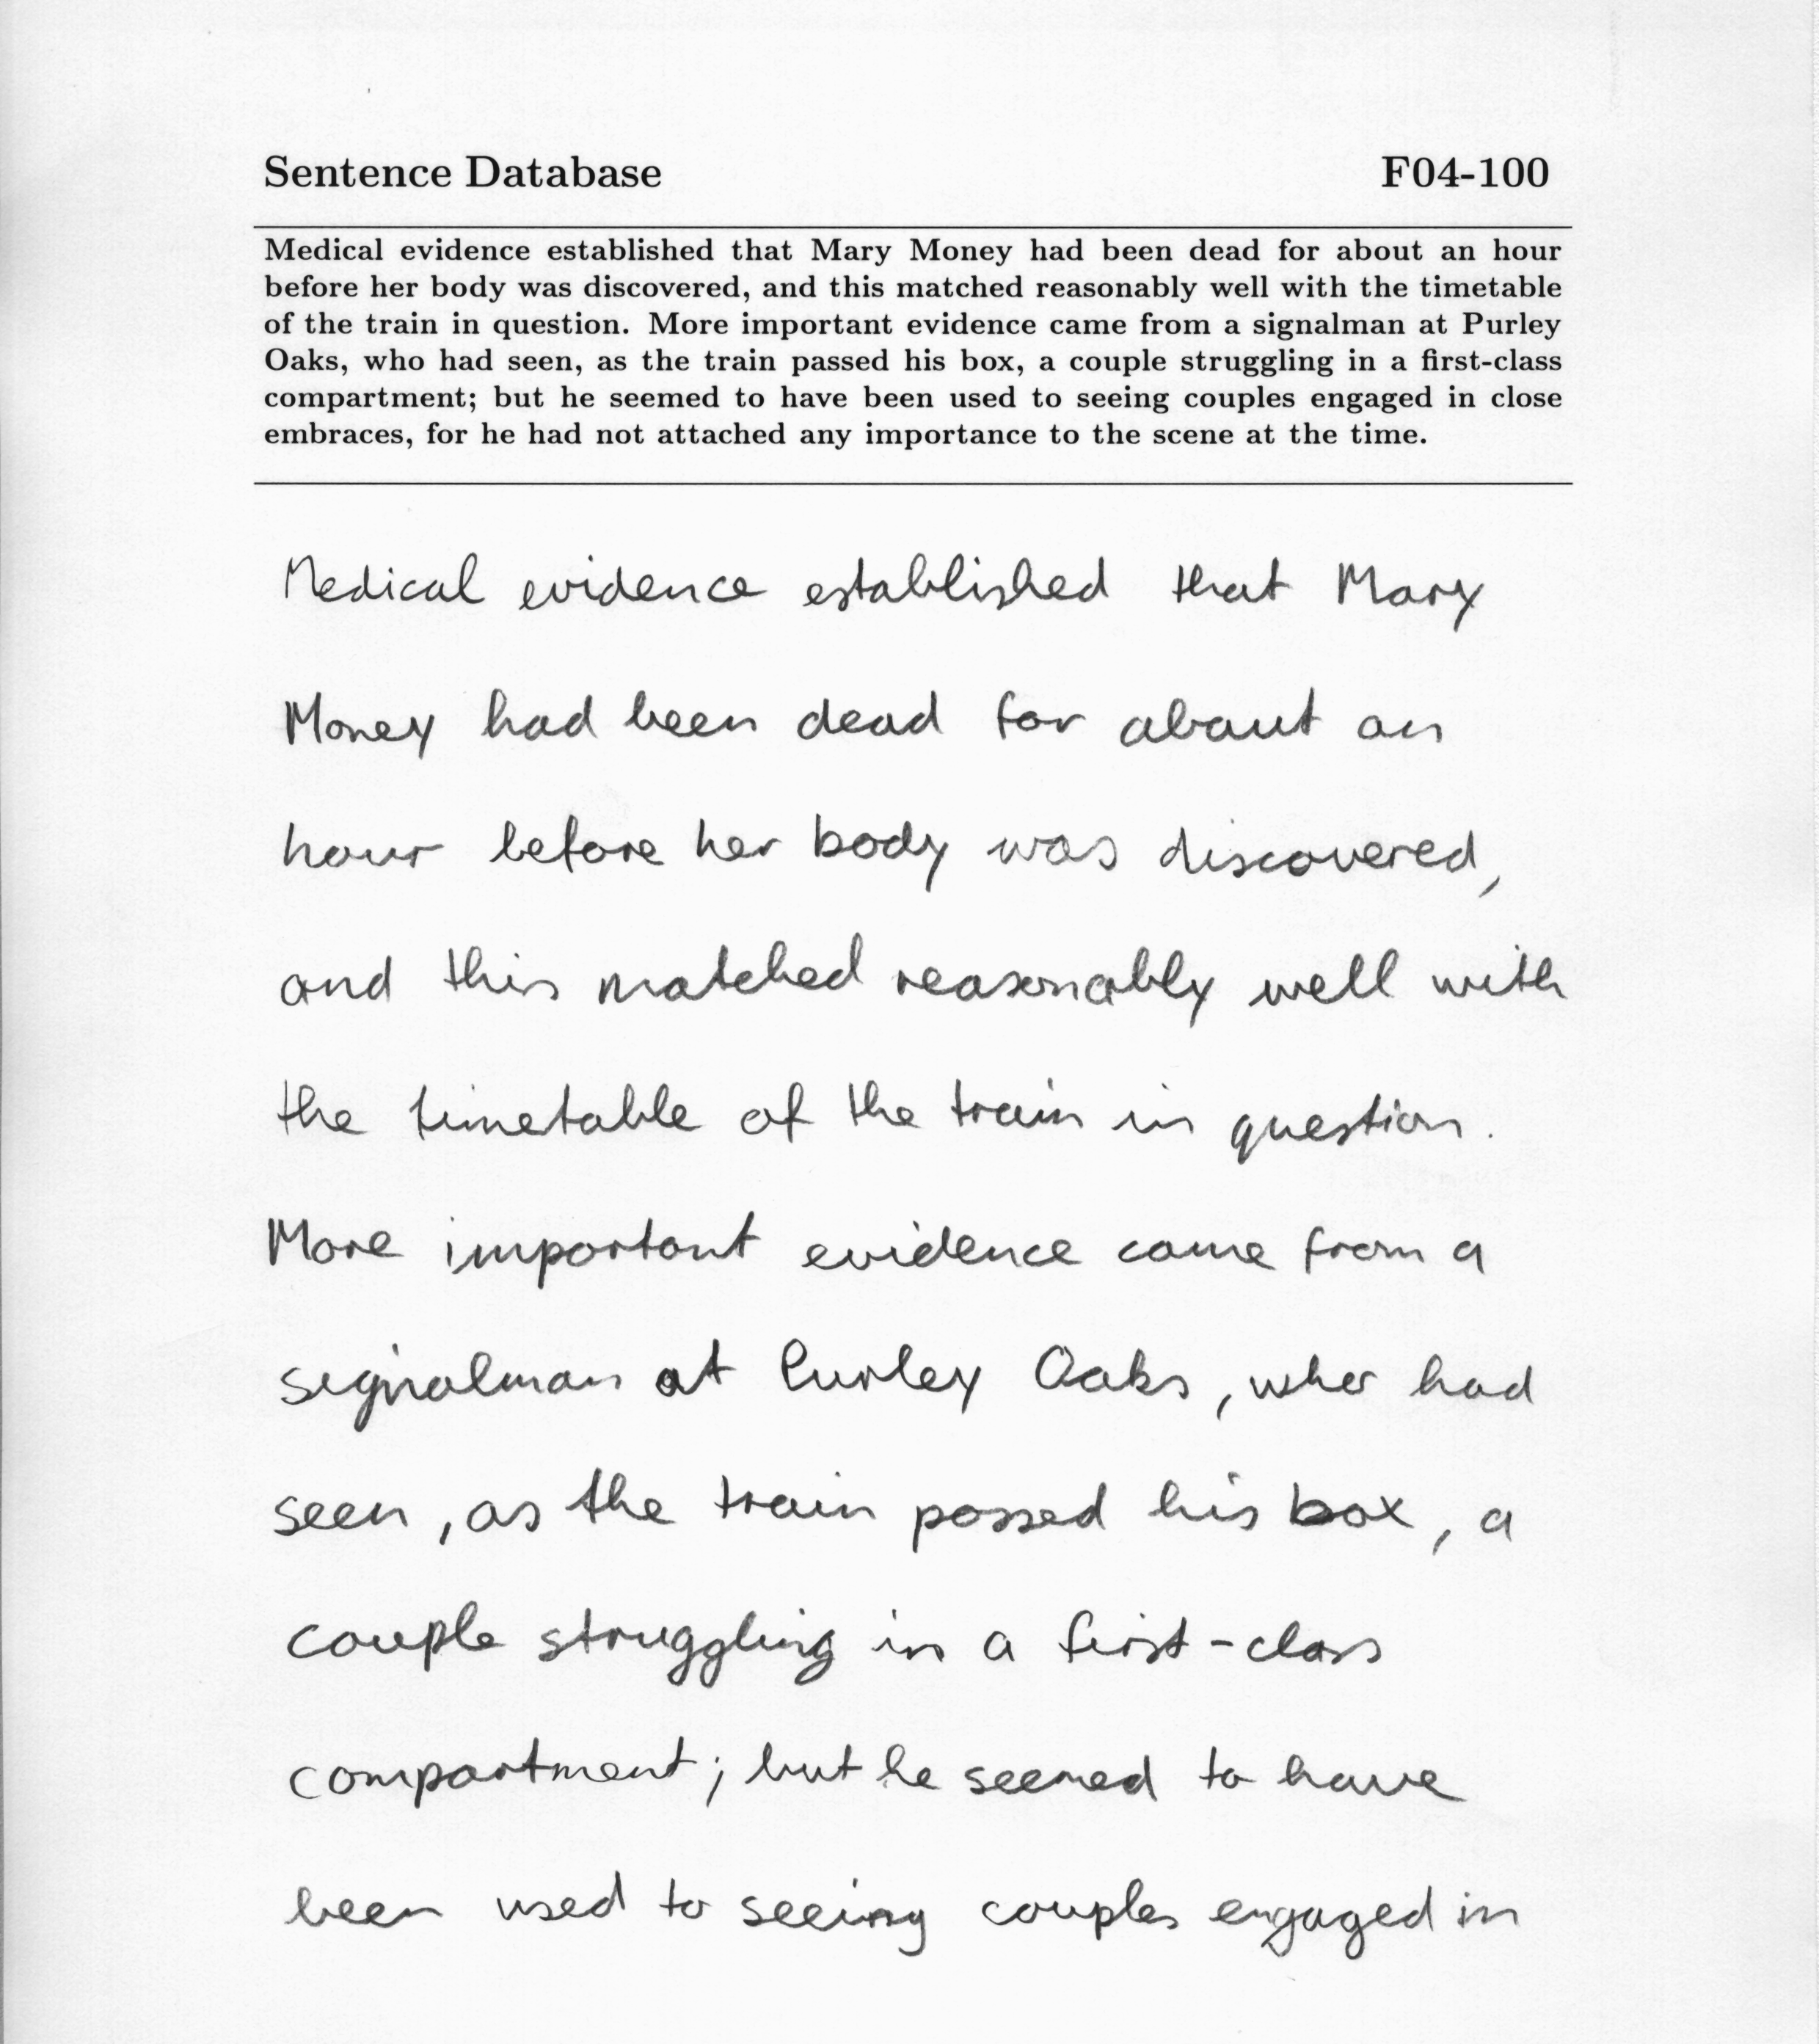 Sentence Database F04-100
Medical evidence established that Mary Money had been dead for about an hour
before her body was discovered, and this matched reasonably well with the timetable
of the train in question. More important evidence came from a signalman at Purley
Oaks, who had seen, as the train passed his box, a couple struggling in a first-class
compartment; but he seemed to have been used to seeing couples engaged in close
embraces, for he had not attached any importance to the scene at the time.
Medical evidence established that Mary
Money had been dead for about an
hour before her body was discovered,
and this matched reasonably well with
the timetable of the train in question.
More important evidence came from a
signalman at Purley Oaks, who had
seen, as the train passed his box, a
couple struggling in a first-class
compartment; but he seemed to have
been used to seeing couples engaged in